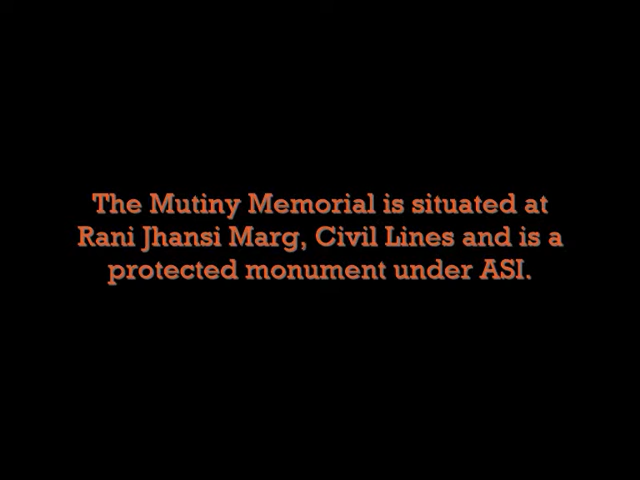 The Mutiny Memorial is situated at
Rani Jhansi Marg, Civil Lines and is a
protected monument under ASI.